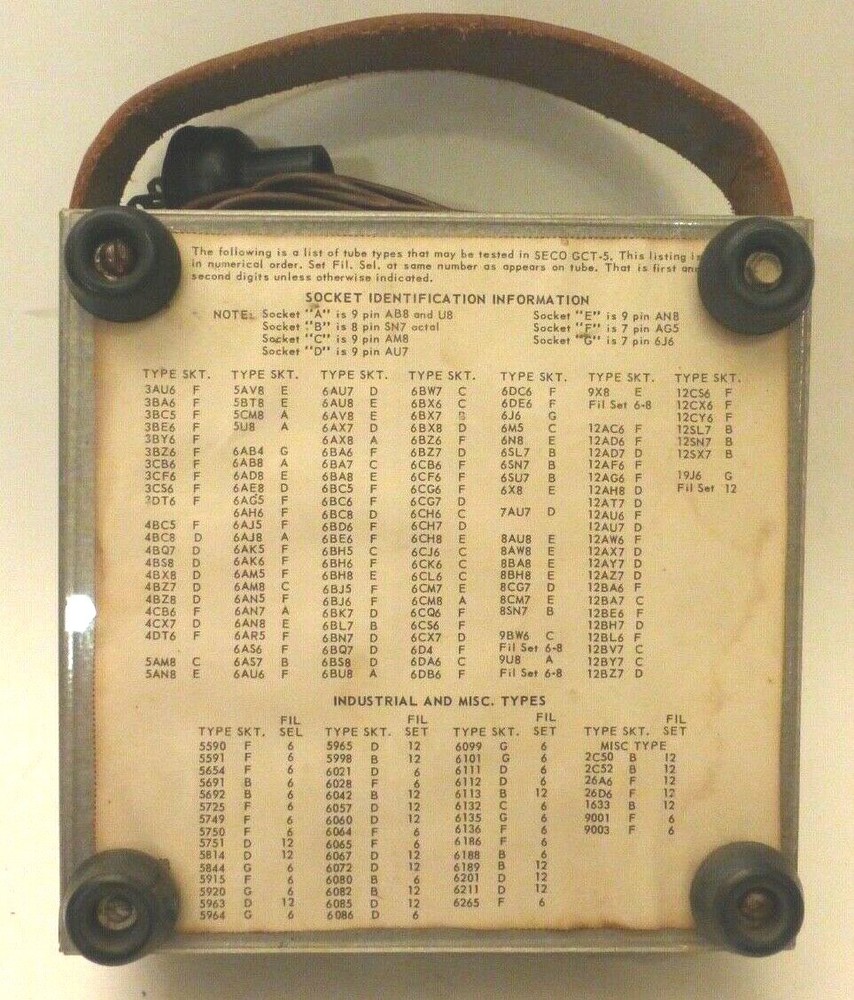 The following is a list of tube types that may be tested in SECO GCT-5. This listing is
in numerical order. Set Fil. Sel. at same number as appears on tube. That is first and
second digits unless otherwise indicated.
SOCKET IDENTIFICATION INFORMATION
NOTE: Socket "A" is 9 pin AB8 and U8
Socket "B" is 8 pin SN7 octal
Socket "C" is 9 pin AM8
Socket "D" is 9 pin AU7
Socket "E" is 9 pin AN8
Socket "F" is 7 pin AG5
Socket "G" is 7 pin 6J6
TYPE SKT.
3AU6 F
3BA6 F
3BC5 F
3BE6 F
3BY6 F
3BZ6 F
3CB6 F
3CF6 F
3CS6 F
3DT6 F
4BC5 F
4BC8 D
4BQ7 D
4BS8 D
4BX8 D
4BZ7 D
4BZ8 D
4CB6 F
4CX7 D
4DT6 F
5AM8 C
5AN8 E
TYPE SKT.
5AV8 E
5BT8 E
5CM8 A
5U8 A
6AB4 G
6AB8 A
6AD8 E
6AE8 D
6AG5 F
6AH6 F
6AJ5 F
6AJ8 A
6AK5 F
6AK6 F
6AM5 F
6AM8 C
6AN5 F
6AN7 A
6AN8 E
6AR5 F
6AS6 F
6AS7 B
6AU6 F
TYPE SKT.
6AU7 D
6AU8 E
6AV8 E
6AX7 D
6AX8 A
6BA6 F
6BA7 C
6BA8 E
6BC5 F
6BC6 F
6BC8 D
6BD6 F
6BE6 F
6BH5 C
6BH6 F
6BH8 E
6BJ5 F
6BJ6 F
6BK7 D
6BL7 B
6BN7 D
6BQ7 D
6BS8 D
6BU8 A
TYPE SKT.
6BW7 C
6BX6 C
6BX7 B
6BX8 D
6BZ6 F
6BZ7 D
6CB6 F
6CF6 F
6CG6 F
6CG7 D
6CH6 C
6CH7 D
6CH8 E
6CJ6 C
6CK6 C
6CL6 C
6CM7 E
6CM8 A
6CQ6 F
6CS6 F
6CX7 D
6D4 F
6DA6 C
6DB6 F
TYPE SKT.
6DC6 F
6DE6 F
6J6 G
6M5 C
6N8 E
6SL7 B
6SN7 B
6SU7 B
6X8 E
7AU7 D
8AU8 E
8AW8 E
8BA8 E
8BH8 E
8CG7 D
8CM7 E
8SN7 B
9BW6 C
Fil Set 6-8
9U8 A
Fil Set 6-8
TYPE SKT.
9X8 E
Fil Set 6-8
12AC6 F
12AD6 F
12AD7 D
12AF6 F
12AG6 F
12AH8 D
12AT7 D
12AU6 F
12AU7 D
12AW6 F
12AX7 D
12AY7 D
12AZ7 D
12BA6 F
12BA7 C
12BE6 F
12BH7 D
12BL6 F
12BV7 C
12BY7 C
12BZ7 D
TYPE SKT.
12CS6 F
12CX6 F
12CY6 F
12SL7 B
12SN7 B
12SX7 B
19J6 G
Fil Set 12
INDUSTRIAL AND MISC. TYPES
FIL
TYPE SKT. SEL
5590 F 6
5591 F 6
5654 F 6
5691 B 6
5692 B 6
5725 F 6
5749 F 6
5750 F 6
5751 D 12
5814 D 12
5844 G 6
5915 F 6
5920 G 6
5963 D 12
5964 G 6
FIL
TYPE SKT. SET
5965 D 12
5998 B 12
6021 D 6
6028 F 6
6042 B 12
6057 D 12
6060 D 12
6064 F 6
6065 F 6
6067 D 12
6072 D 12
6080 B 6
6082 B 12
6085 D 12
6086 D 6
FIL
TYPE SKT. SET
6099 G 6
6101 G 6
6111 D 6
6112 D 6
6113 B 12
6132 C 6
6135 G 6
6136 F 6
6186 F 6
6188 B 6
6189 B 12
6201 D 12
6211 D 12
6265 F 6
FIL
TYPE SKT. SET
MISC TYPE
2C50 B 12
2C52 B 12
26A6 F 12
26D6 F 12
1633 B 12
9001 F 6
9003 F 6